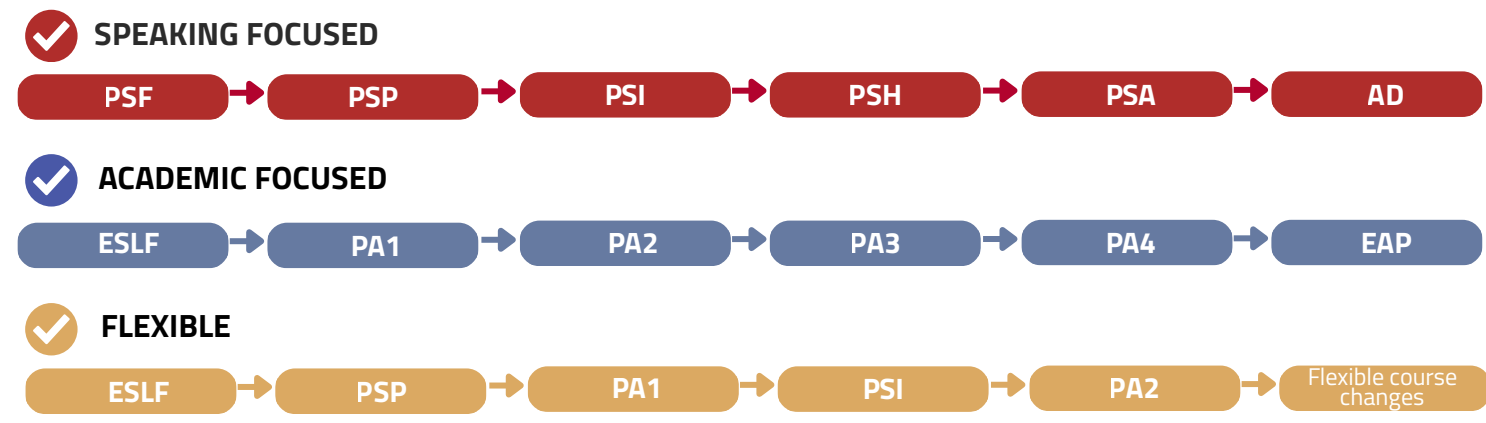 SPEAKING FOCUSED
PSF PSP PSI PSH PSA AD
ACADEMIC FOCUSED
ESLF PA1 PA2 PA3 PA4 EAP
FLEXIBLE
ESLF PSP PA1 PSI PA2 Flexible course
changes